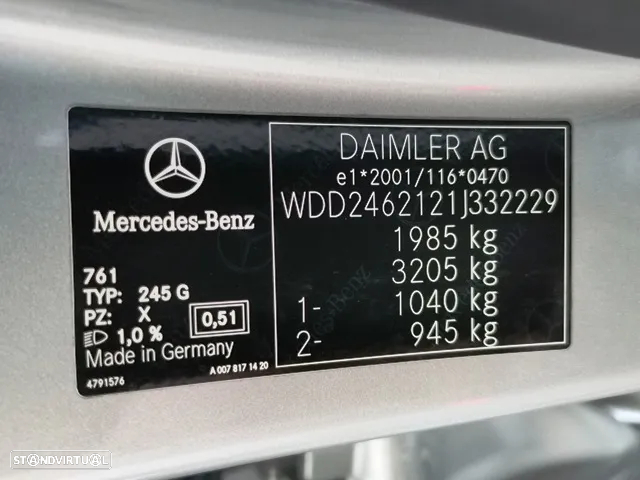 Mercedes-Benz
761
TYP: 245 G
PZ: X
1,0 %
0,51
Made in Germany
4791576
A 007 817 14 20
DAIMLER AG
e1*2001/116*0470
WDD2462121J332229
1985 kg
3205 kg
1- 1040 kg
2- 945 kg
STANDVIRTUAL